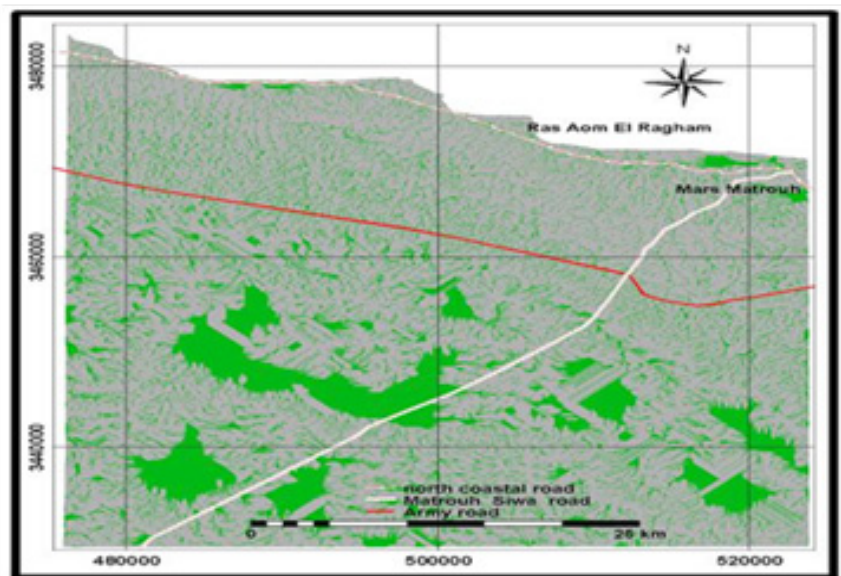 N
3480000
Ras Aom El Ragham
Mars Matrouh
3460000
3440000
north coastal road
Matrouh Siwa road
Army road
0 26 km
480000 500000 520000